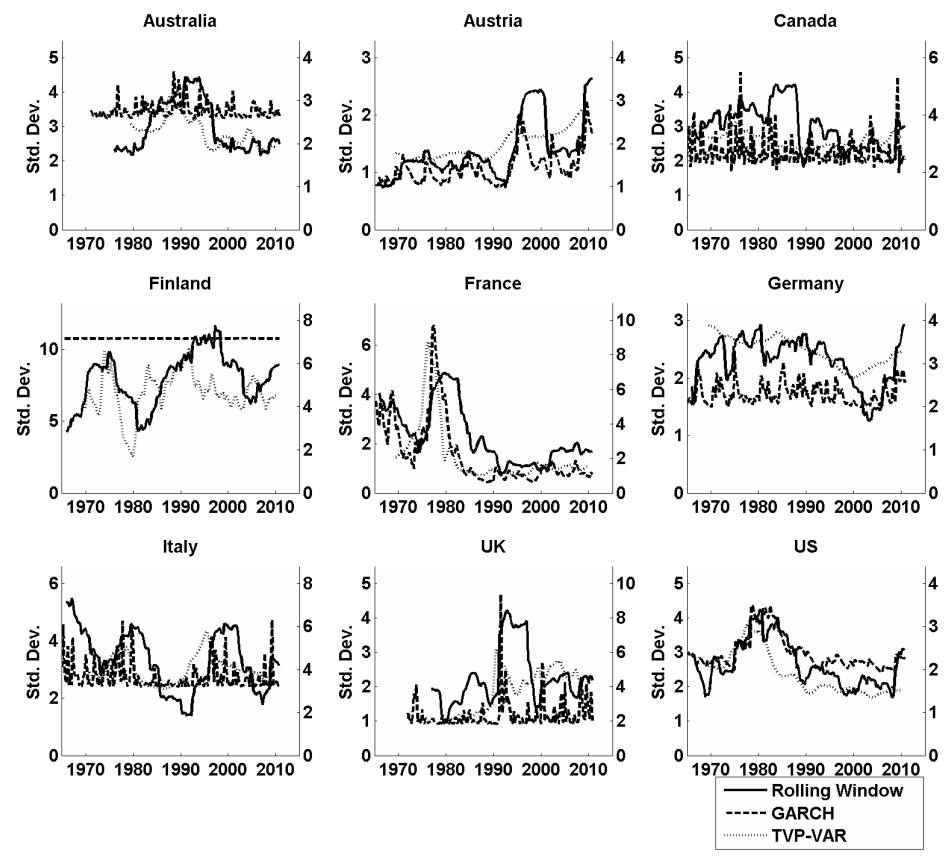 Australia
Austria
Canada
5
4
3
2
1
0
Std. Dev.
4
3
2
1
0
1970 1980 1990 2000 2010
3
2
1
0
Std. Dev.
4
3
2
1
0
1970 1980 1990 2000 2010
5
4
3
2
1
0
Std. Dev.
6
4
2
0
1970 1980 1990 2000 2010
Finland
France
Germany
10
5
0
Std. Dev.
8
6
4
2
0
1970 1980 1990 2000 2010
6
4
2
0
Std. Dev.
10
8
6
4
2
0
1970 1980 1990 2000 2010
3
2
1
0
Std. Dev.
4
3
2
1
0
1970 1980 1990 2000 2010
Italy
UK
US
6
4
2
0
Std. Dev.
8
6
4
2
0
1970 1980 1990 2000 2010
5
4
3
2
1
0
Std. Dev.
10
8
6
4
2
0
1970 1980 1990 2000 2010
5
4
3
2
1
0
Std. Dev.
4
3
2
1
0
1970 1980 1990 2000 2010
Rolling Window
GARCH
TVP-VAR